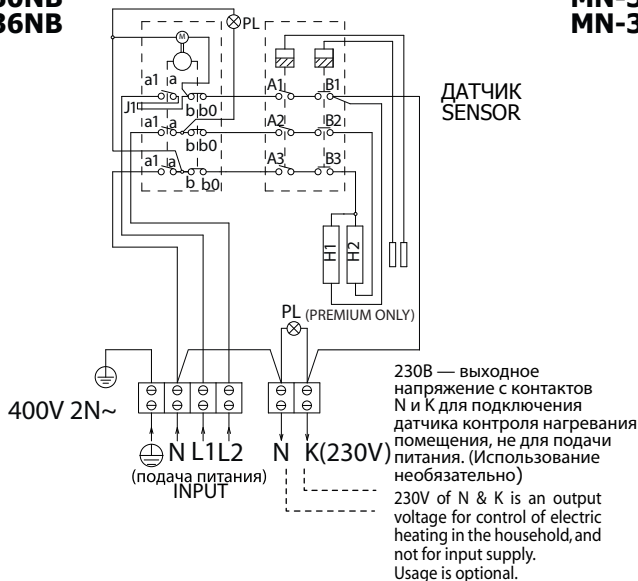 36NB
MN-3
36NB
MN-3
PL
M
a1 a
A1
B1
J1
b b0
ДАТЧИК
SENSOR
a1 a
A2
B2
b b0
a1 a
A3
B3
b b0
H1
H2
PL (PREMIUM ONLY)
400V 2N~
N L1 L2
N K(230V)
(подача питания)
INPUT
230В — выходное
напряжение с контактов
N и K для подключения
датчика контроля нагревания
помещения, не для подачи
питания. (Использование
необязательно)
230V of N & K is an output
voltage for control of electric
heating in the household, and
not for input supply.
Usage is optional.